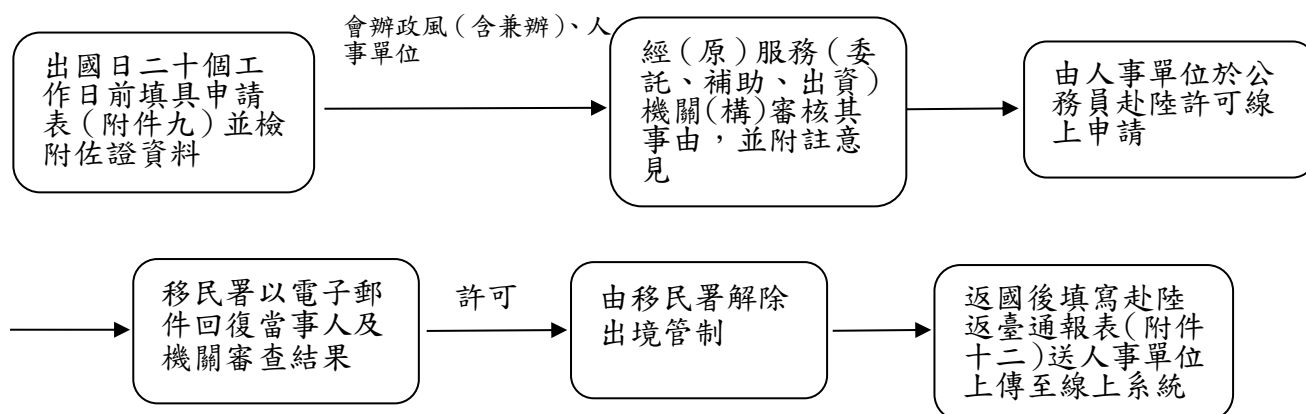 出國日二十個工
作日前填具申請
表（附件九）並檢
附佐證資料
會辦政風（含兼辦）、人
事單位
經（原）服務（委
託、補助、出資）
機關(構)審核其
事由，並附註意
見
由人事單位於公
務員赴陸許可線
上申請
移民署以電子郵
件回復當事人及
機關審查結果
許可
由移民署解除
出境管制
返國後填寫赴陸
返臺通報表(附件
十二)送人事單位
上傳至線上系統